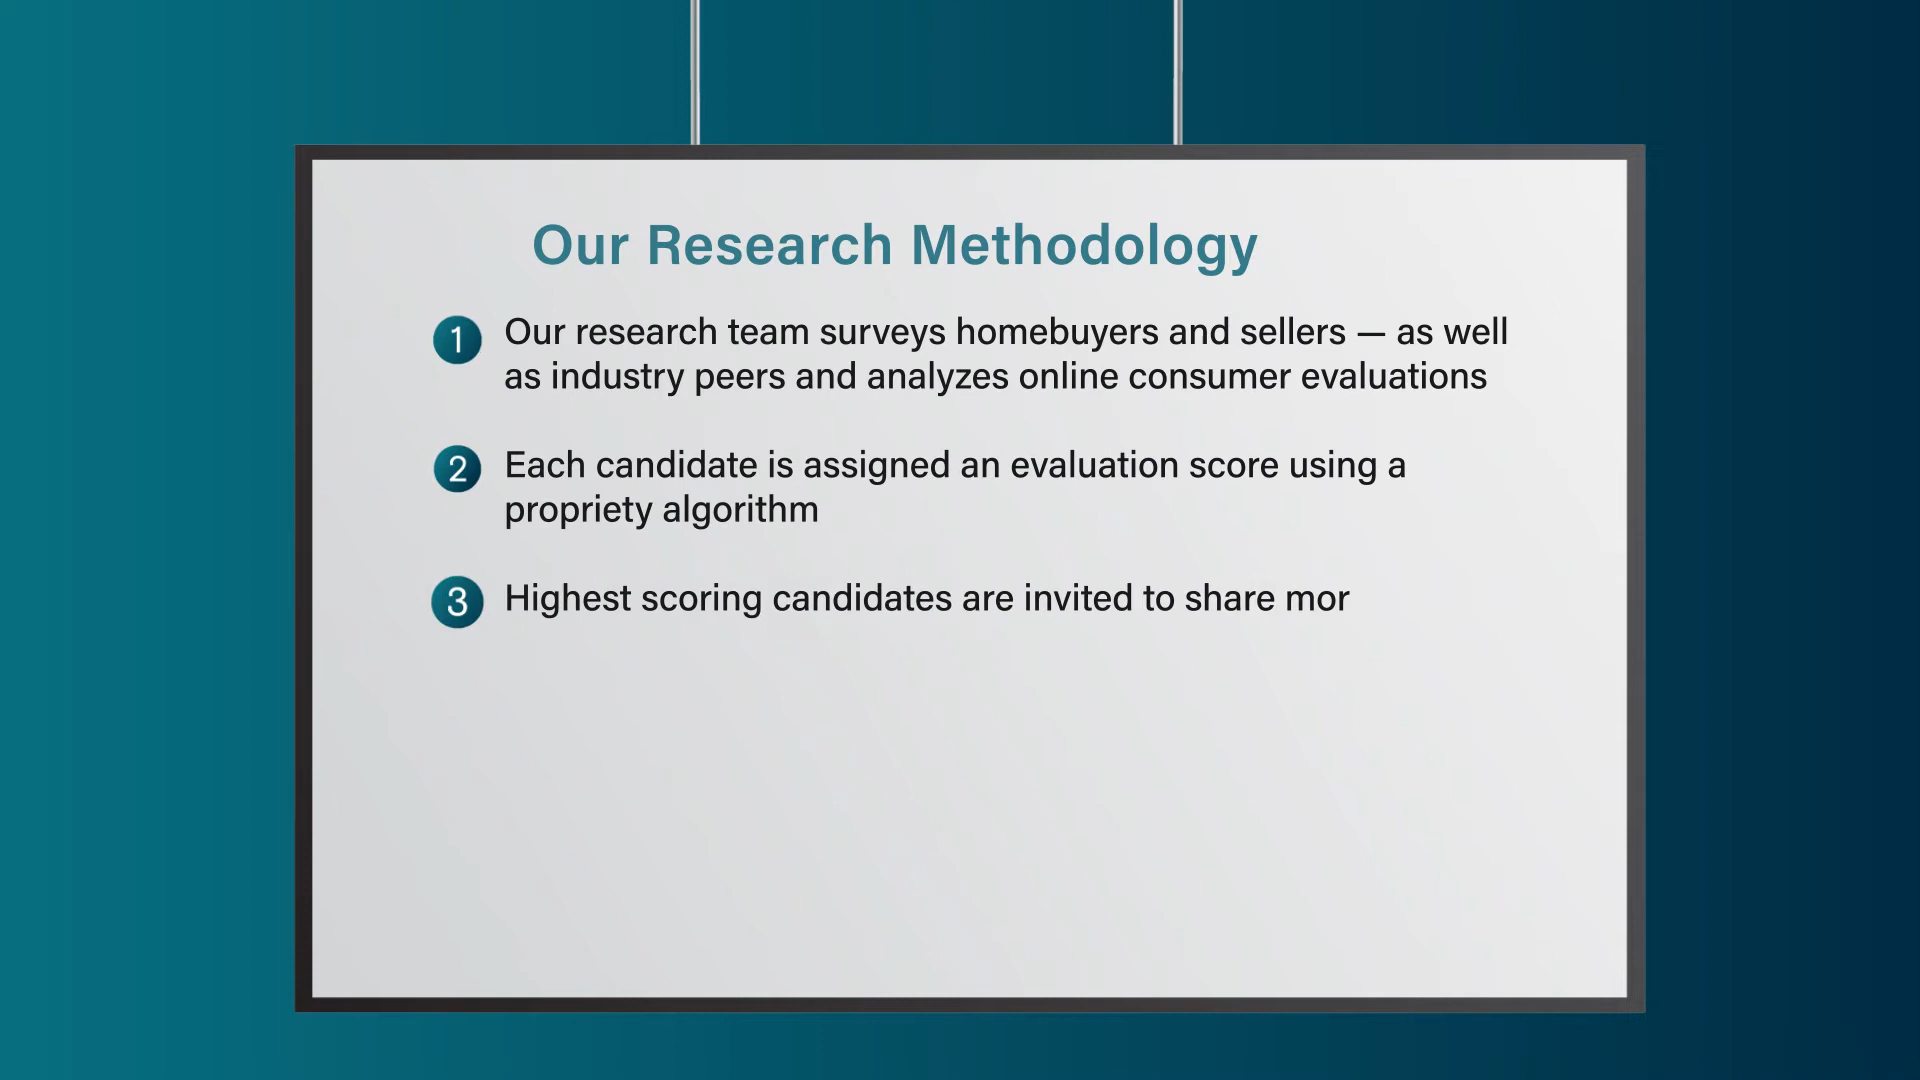 Our Research Methodology
1 Our research team surveys homebuyers and sellers — as well
as industry peers and analyzes online consumer evaluations
2 Each candidate is assigned an evaluation score using a
propriety algorithm
3 Highest scoring candidates are invited to share mor